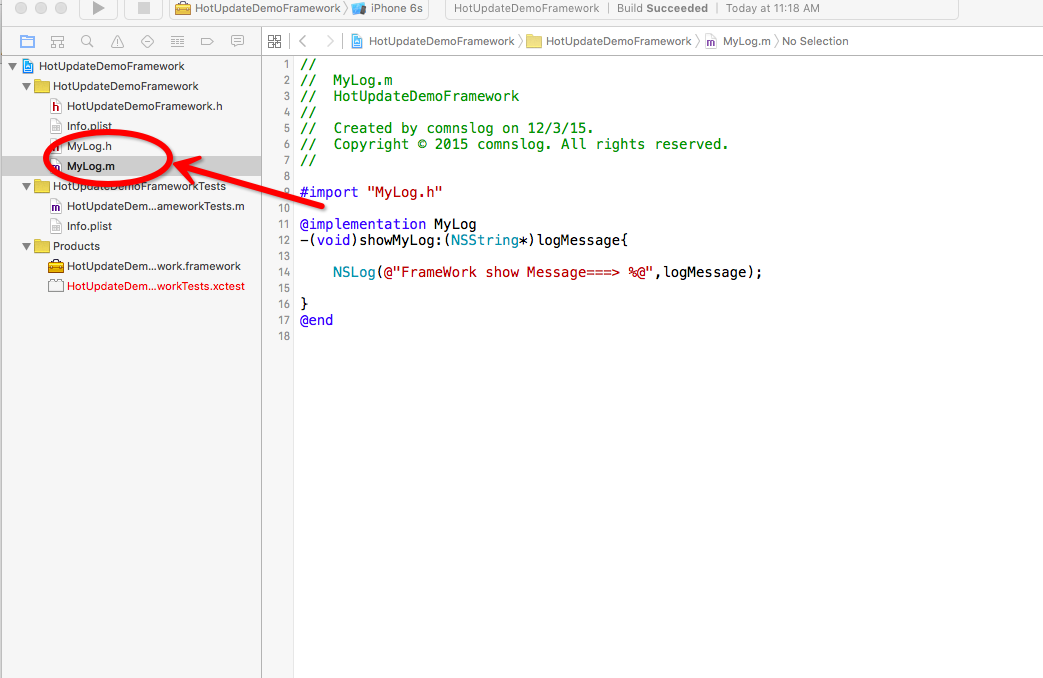 HotUpdateDemoFramework iPhone 6s HotUpdateDemoFramework Build Succeeded Today at 11:18 AM
HotUpdateDemoFramework HotUpdateDemoFramework MyLog.m No Selection
HotUpdateDemoFramework
HotUpdateDemoFramework
HotUpdateDemoFramework.h
Info.plist
MyLog.h
MyLog.m
HotUpdateDemoFrameworkTests
HotUpdateDem...ameworkTests.m
Info.plist
Products
HotUpdateDem...work.framework
HotUpdateDem...workTests.xctest
1 //
2 // MyLog.m
3 // HotUpdateDemoFramework
4 //
5 // Created by comnslog on 12/3/15.
6 // Copyright © 2015 comnslog. All rights reserved.
7 //
8
9 #import "MyLog.h"
10
11 @implementation MyLog
12 -(void)showMyLog:(NSString*)logMessage{
13
14 NSLog(@"FrameWork show Message===> %@",logMessage);
15
16 }
17 @end
18